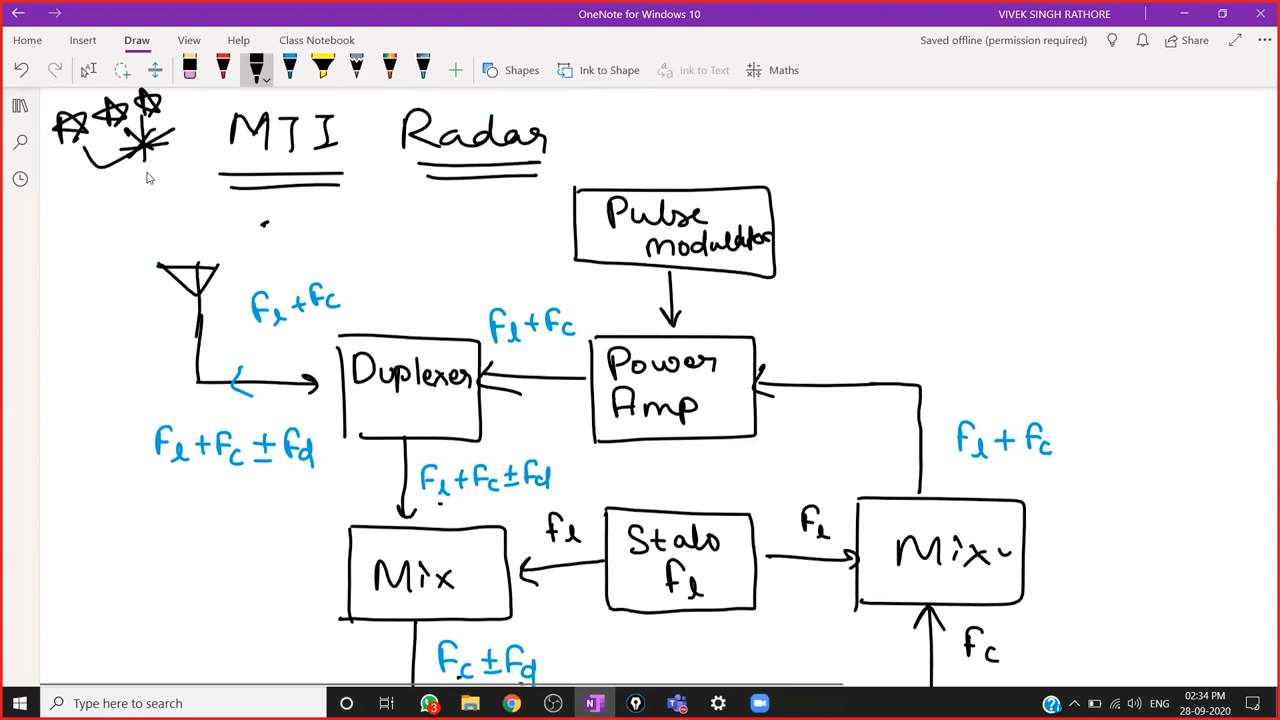 OneNote for Windows 10
VIVEK SINGH RATHORE
Home Insert Draw View Help Class Notebook
Saved offline (permission required)
Share
Shapes
Ink to Shape
Ink to Text
Maths
MTI Radar
Pulse
modulator
Fl + Fc
Fl + Fc
Duplexer
Power
Amp
Fl + Fc ± Fd
Fl + Fc
Fl + Fc ± Fd
Mix
fl
Stalo
Fl
Fl
Mix
Fc ± Fd
Fc
Type here to search
3
ENG
02:34 PM
28-09-2020